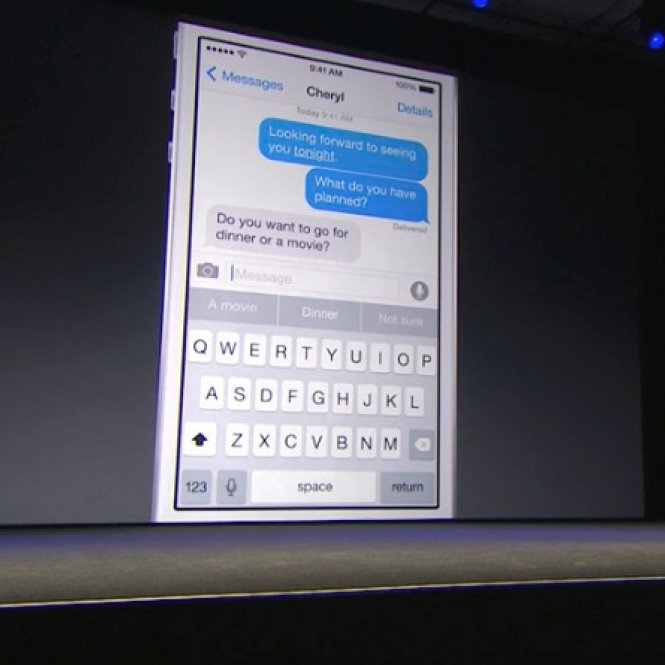 9:41 AM
100%
Messages
Cheryl
Details
Today 9:41 AM
Looking forward to seeing
you tonight.
What do you have
planned?
Delivered
Do you want to go for
dinner or a movie?
Message
A movie
Dinner
Not sure
Q W E R T Y U I O P
A S D F G H J K L
Z X C V B N M
123
space
return